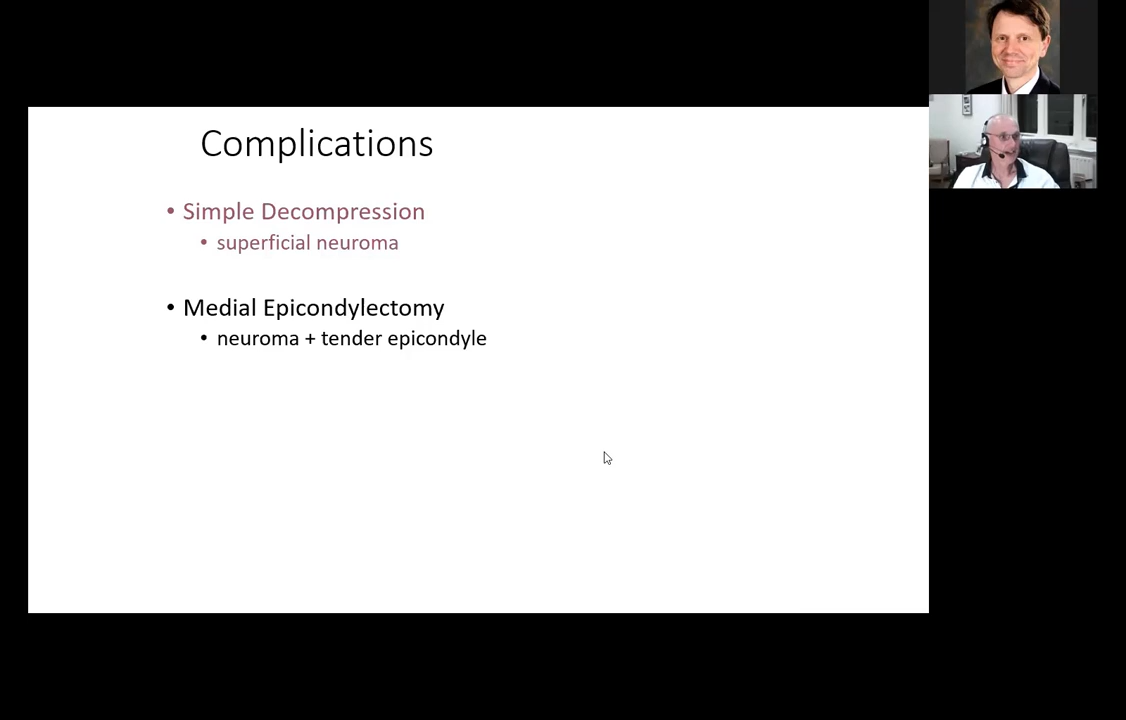 Complications
• Simple Decompression
• superficial neuroma
• Medial Epicondylectomy
• neuroma + tender epicondyle